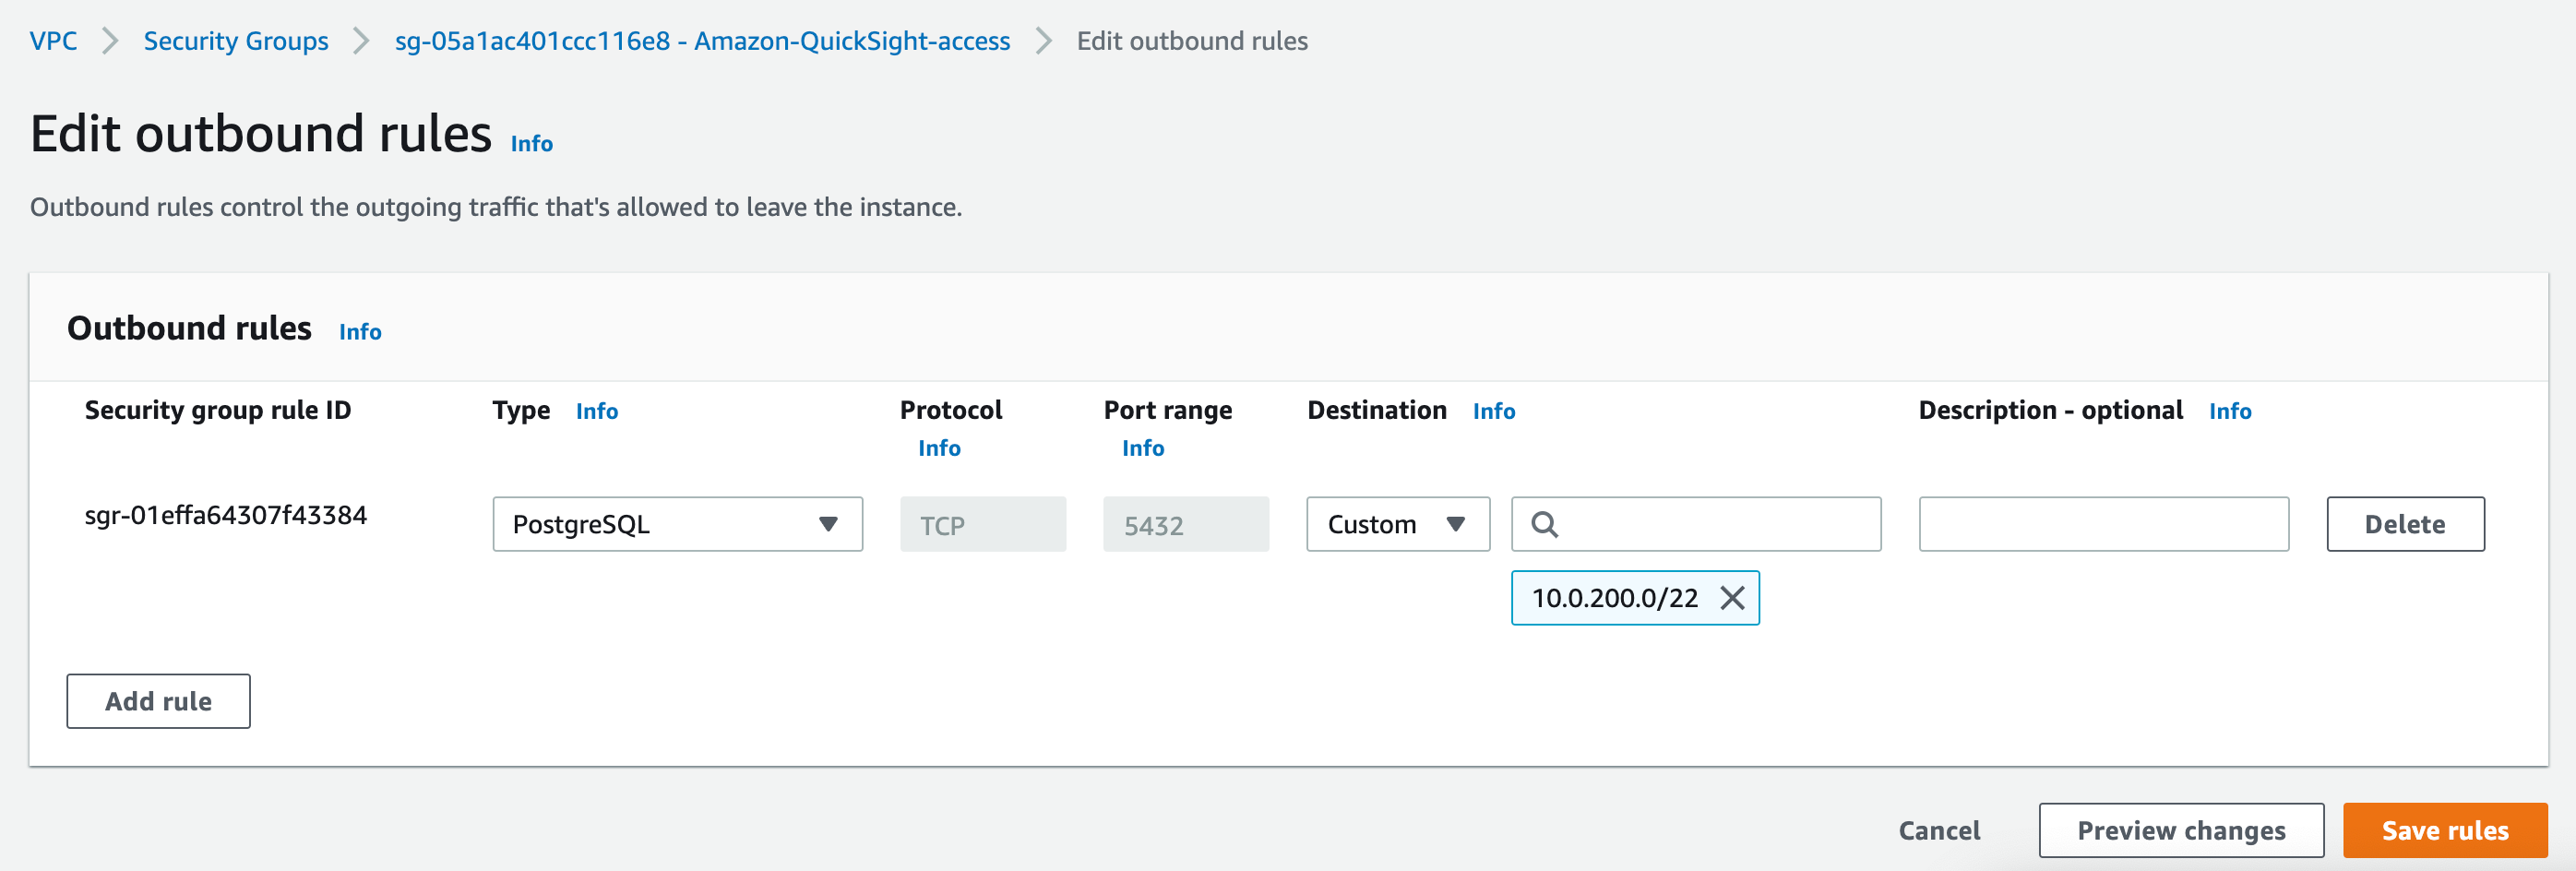 VPC > Security Groups > sg-05a1ac401ccc116e8 - Amazon-QuickSight-access > Edit outbound rules
Edit outbound rules Info
Outbound rules control the outgoing traffic that's allowed to leave the instance.
Outbound rules Info
Security group rule ID Type Info Protocol Info Port range Info Destination Info Description - optional Info
sgr-01effa64307f43384 PostgreSQL TCP 5432 Custom Delete
10.0.200.0/22
Add rule
Cancel Preview changes Save rules